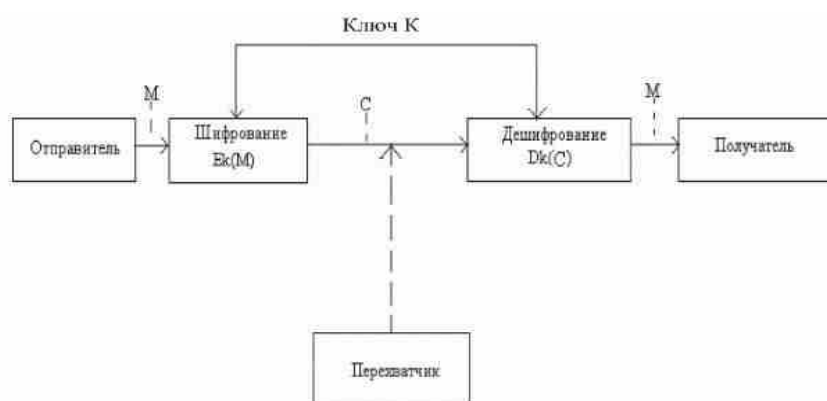 Ключ К
М
С
М
Отправитель
Шифрование
Ek(M)
Дешифрование
Dk(C)
Получатель
Перехватчик